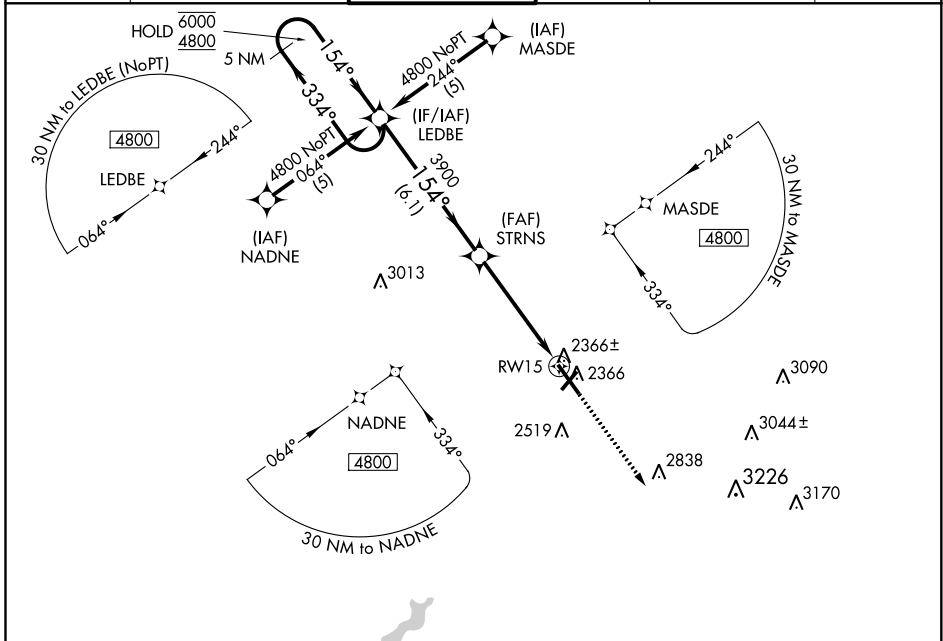 HOLD 6000
4800
5 NM
154°
334°
(IAF)
MASDE
4800 NoPT
244°
(5)
(IF/IAF)
LEDBE
30 NM to LEDBE (NoPT)
4800
244°
LEDBE
064°
4800 NoPT
064°
(5)
(IAF)
NADNE
3900
154°
(6.1)
(FAF)
STRNS
244°
MASDE
4800
30 NM to MASDE
334°
3013
2366±
RW15
2366
3090
NADNE
064°
334°
4800
30 NM to NADNE
2519
3044±
2838
3226
3170